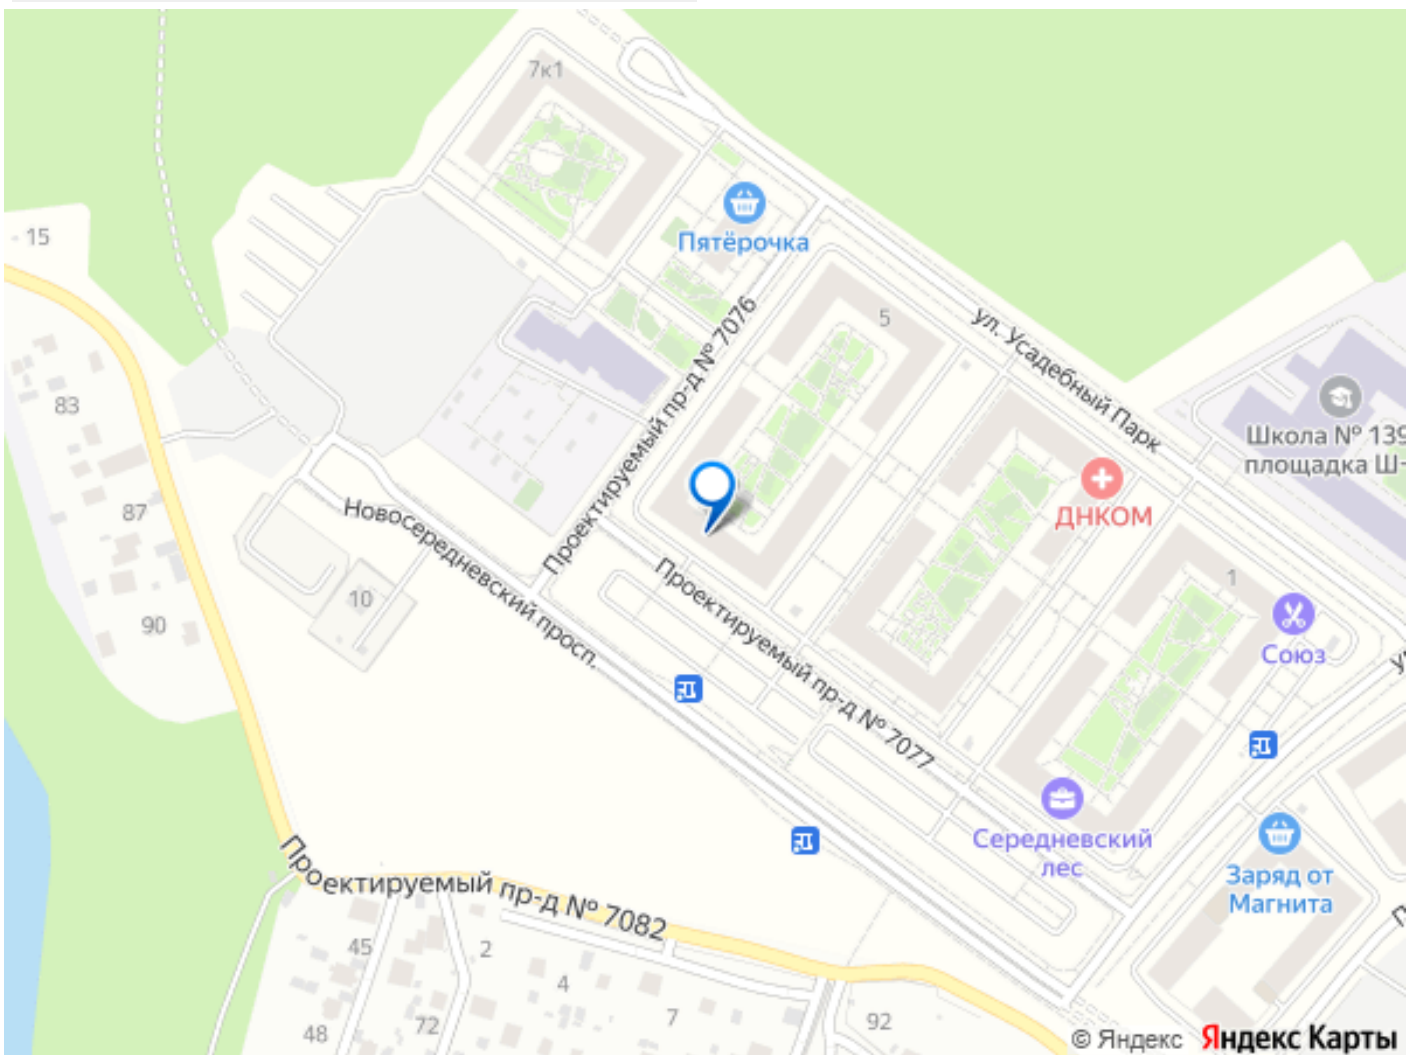 7к1
15
Пятёрочка
5
ул. Усадебный Парк
Проектируемый пр-д № 7076
83
Школа № 139
площадка Ш-
87
ДНКОМ
Новосередневский просп.
10
90
Проектируемый пр-д № 7077
1
Союз
Середневский
лес
Заряд от
Магнита
Проектируемый пр-д № 7082
45
2
4
7
48
72
92
© Яндекс Яндекс Карты